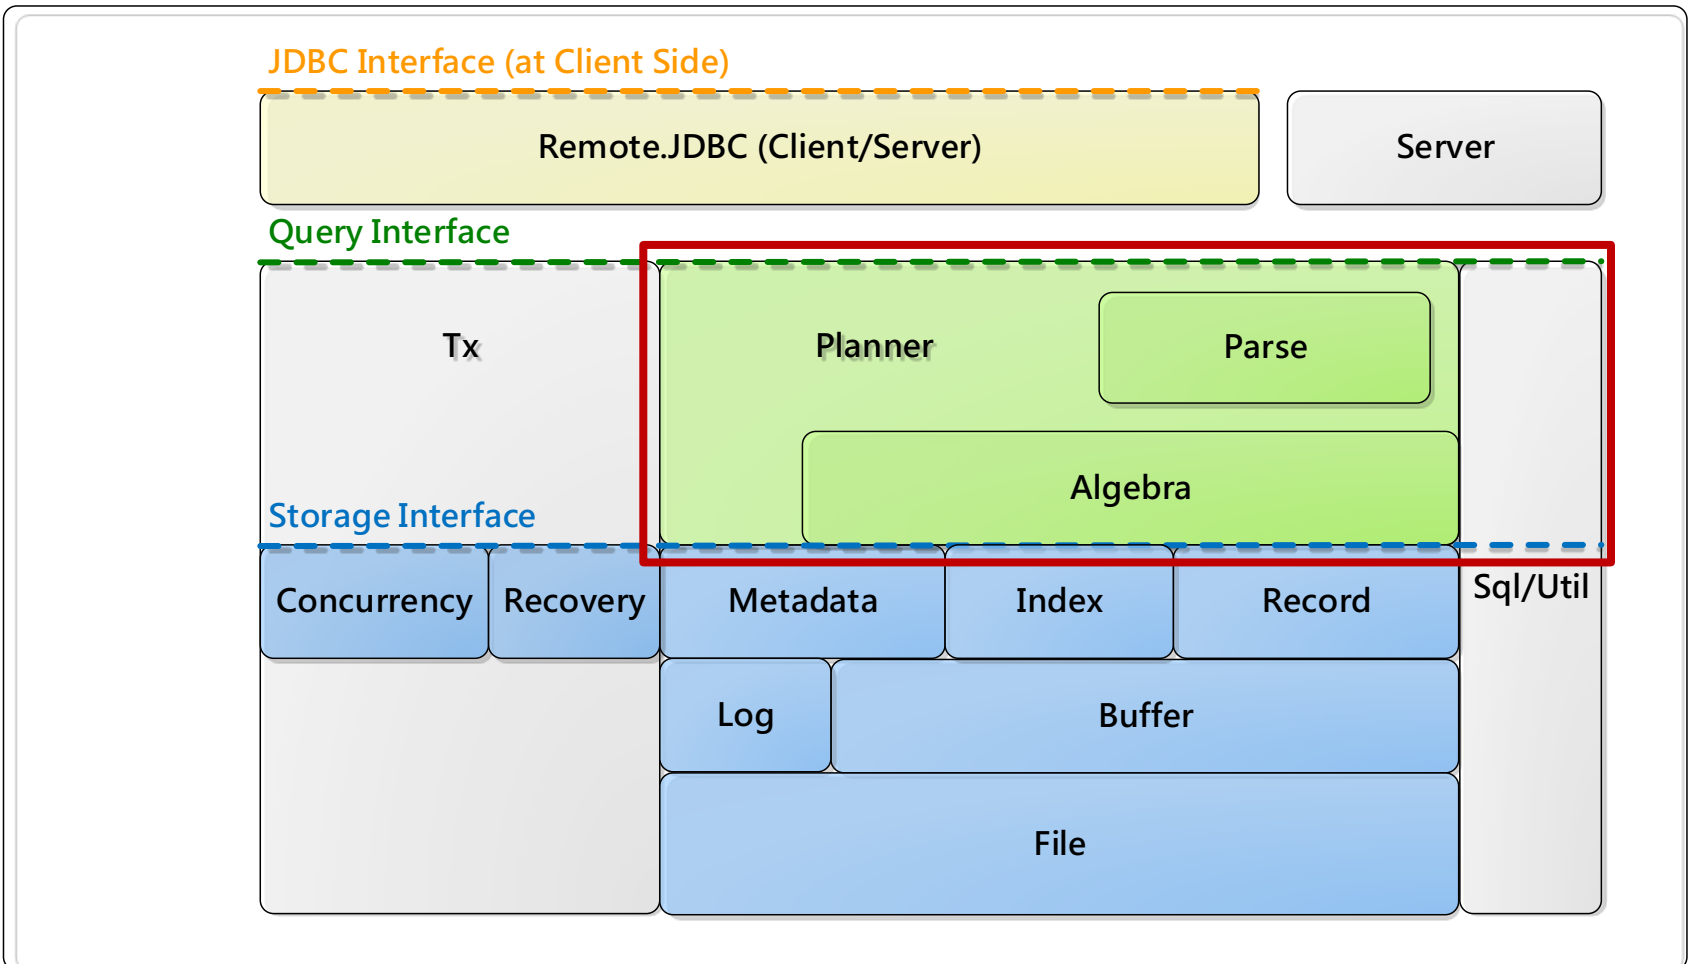 JDBC Interface (at Client Side)
Remote.JDBC (Client/Server)
Server
Query Interface
Tx
Planner
Parse
Algebra
Storage Interface
Concurrency
Recovery
Metadata
Index
Record
Sql/Util
Log
Buffer
File